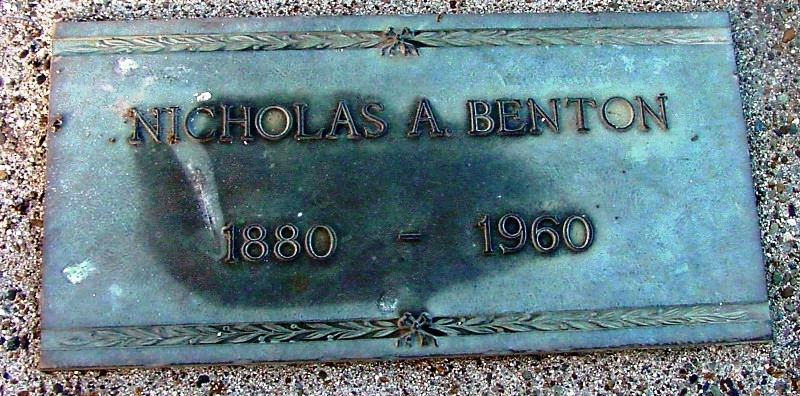 NICHOLAS A. BENTON
1880 - 1960